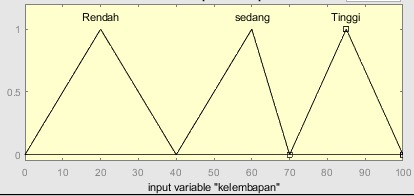 Rendah sedang Tinggi
1
0.5
0
0 10 20 30 40 50 60 70 80 90 100
input variable "kelembapan"